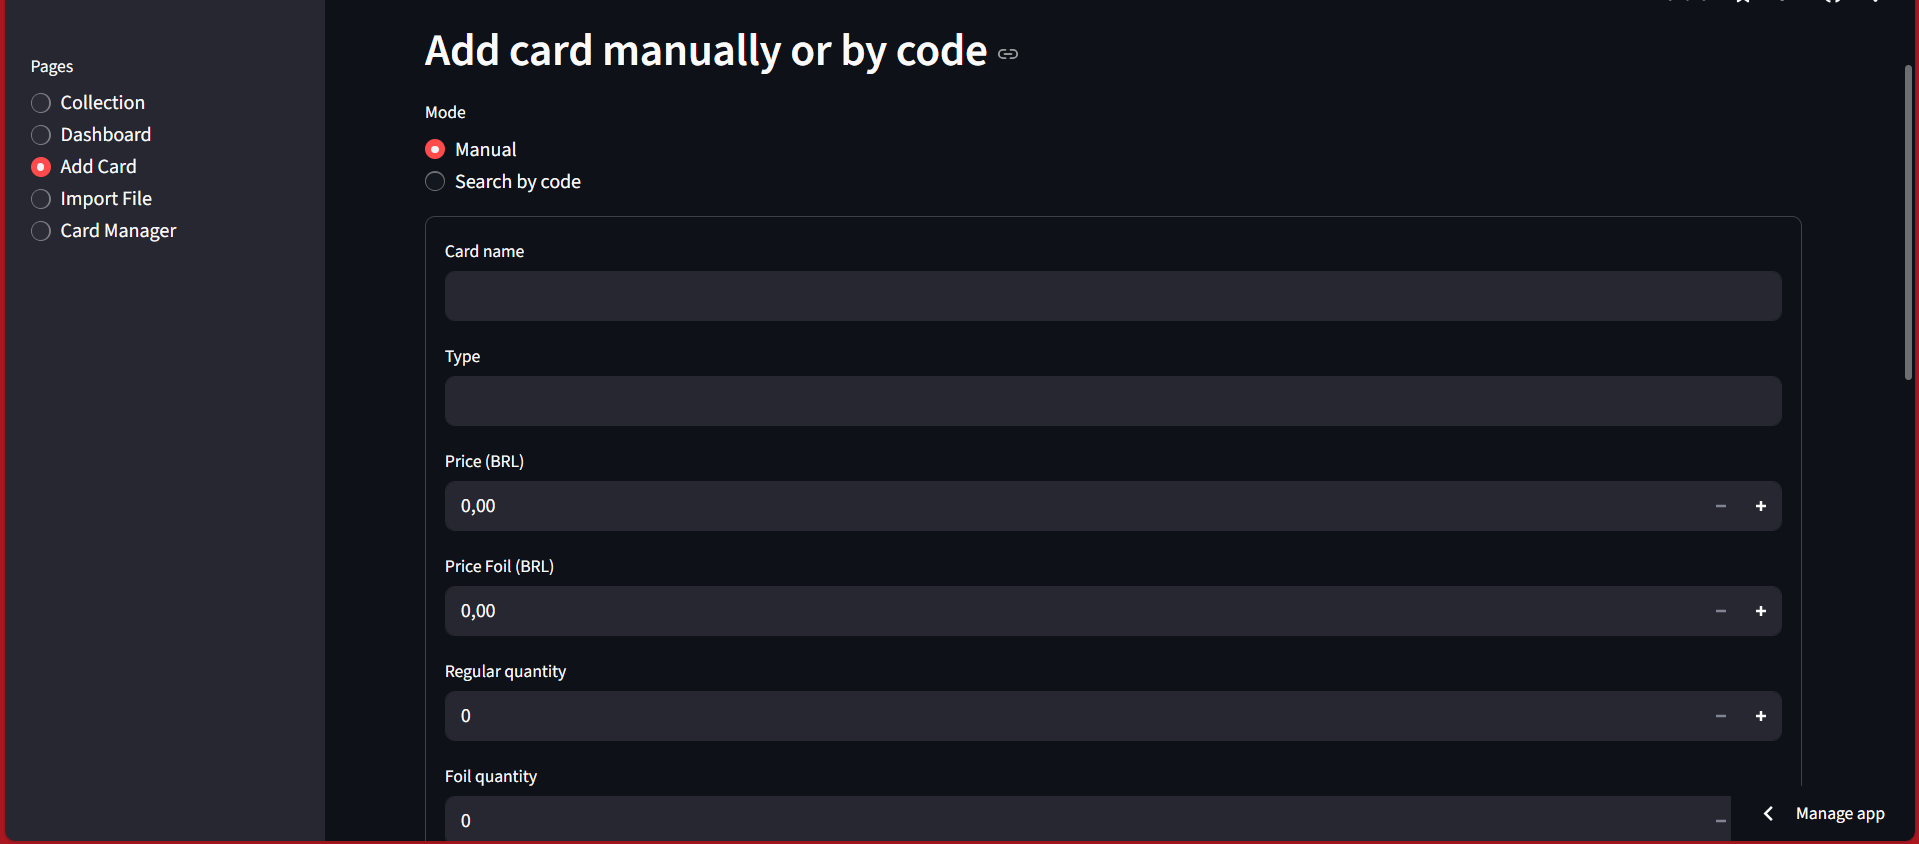 Pages
Collection
Dashboard
Add Card
Import File
Card Manager
Add card manually or by code
Mode
Manual
Search by code
Card name
Type
Price (BRL)
0,00
Price Foil (BRL)
0,00
Regular quantity
0
Foil quantity
0
Manage app